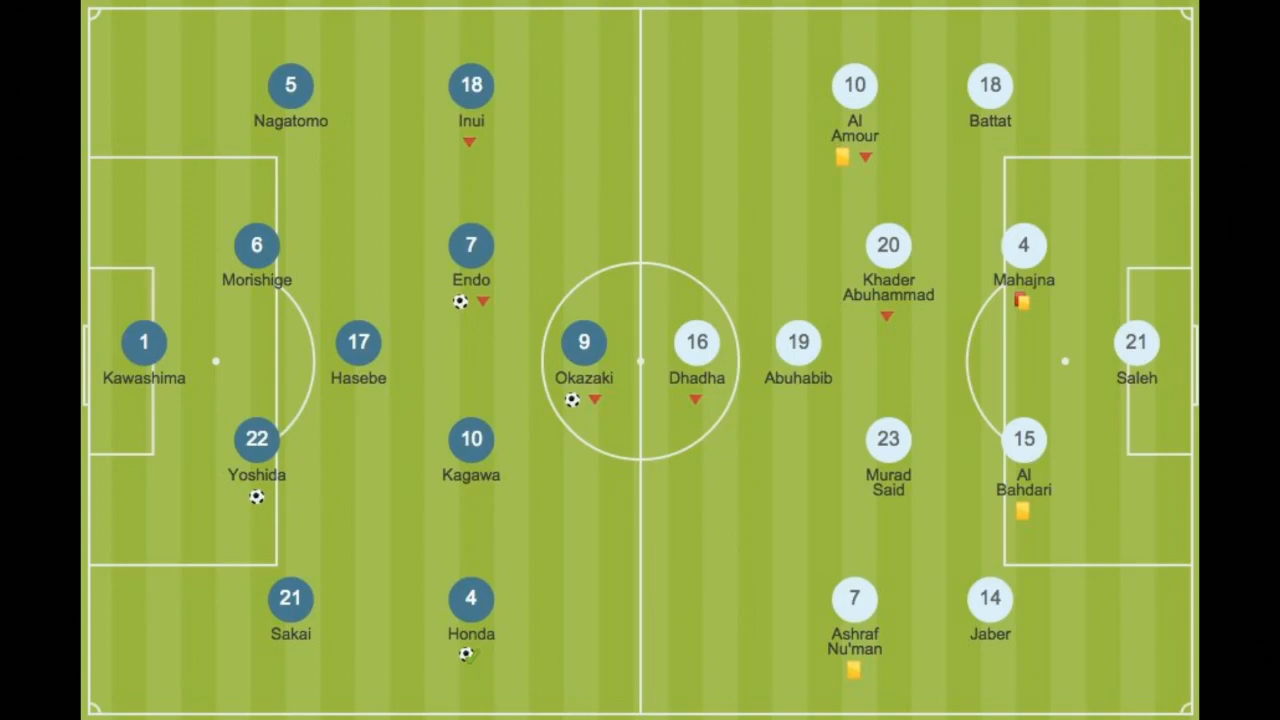 5
Nagatomo
18
Inui
10
Al
Amour
18
Battat
6
Morishige
7
Endo
20
Khader
Abuhammad
4
Mahajna
1
Kawashima
17
Hasebe
9
Okazaki
16
Dhadha
19
Abuhabib
21
Saleh
22
Yoshida
10
Kagawa
23
Murad
Said
15
Al
Bahdari
21
Sakai
4
Honda
7
Ashraf
Nu'man
14
Jaber